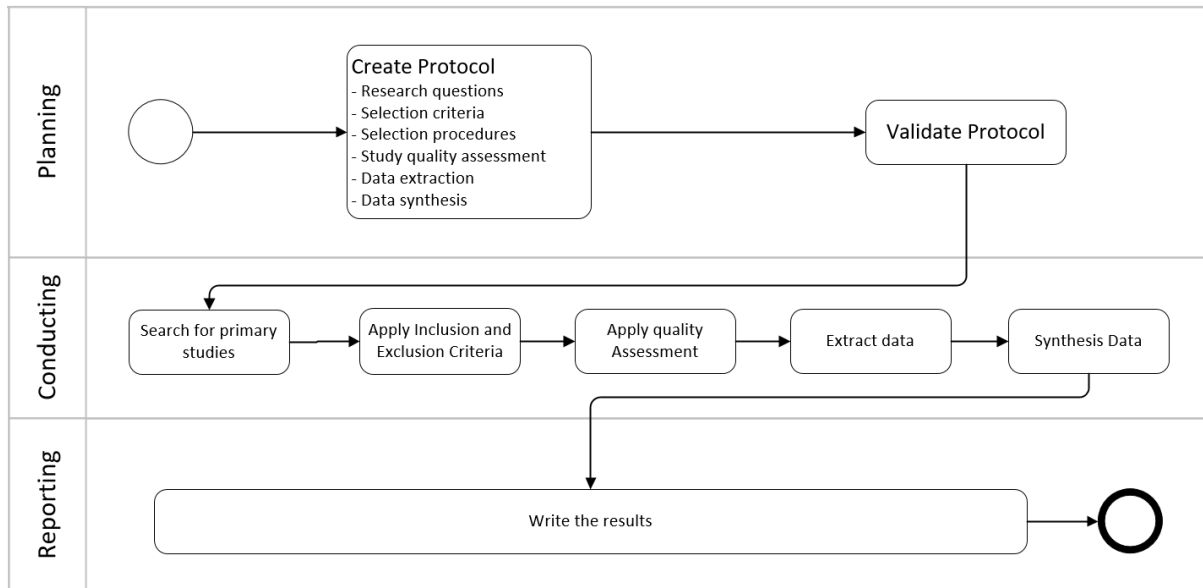 Planning
Create Protocol
- Research questions
- Selection criteria
- Selection procedures
- Study quality assessment
- Data extraction
- Data synthesis
Validate Protocol
Conducting
Search for primary
studies
Apply Inclusion and
Exclusion Criteria
Apply quality
Assessment
Extract data
Synthesis Data
Reporting
Write the results